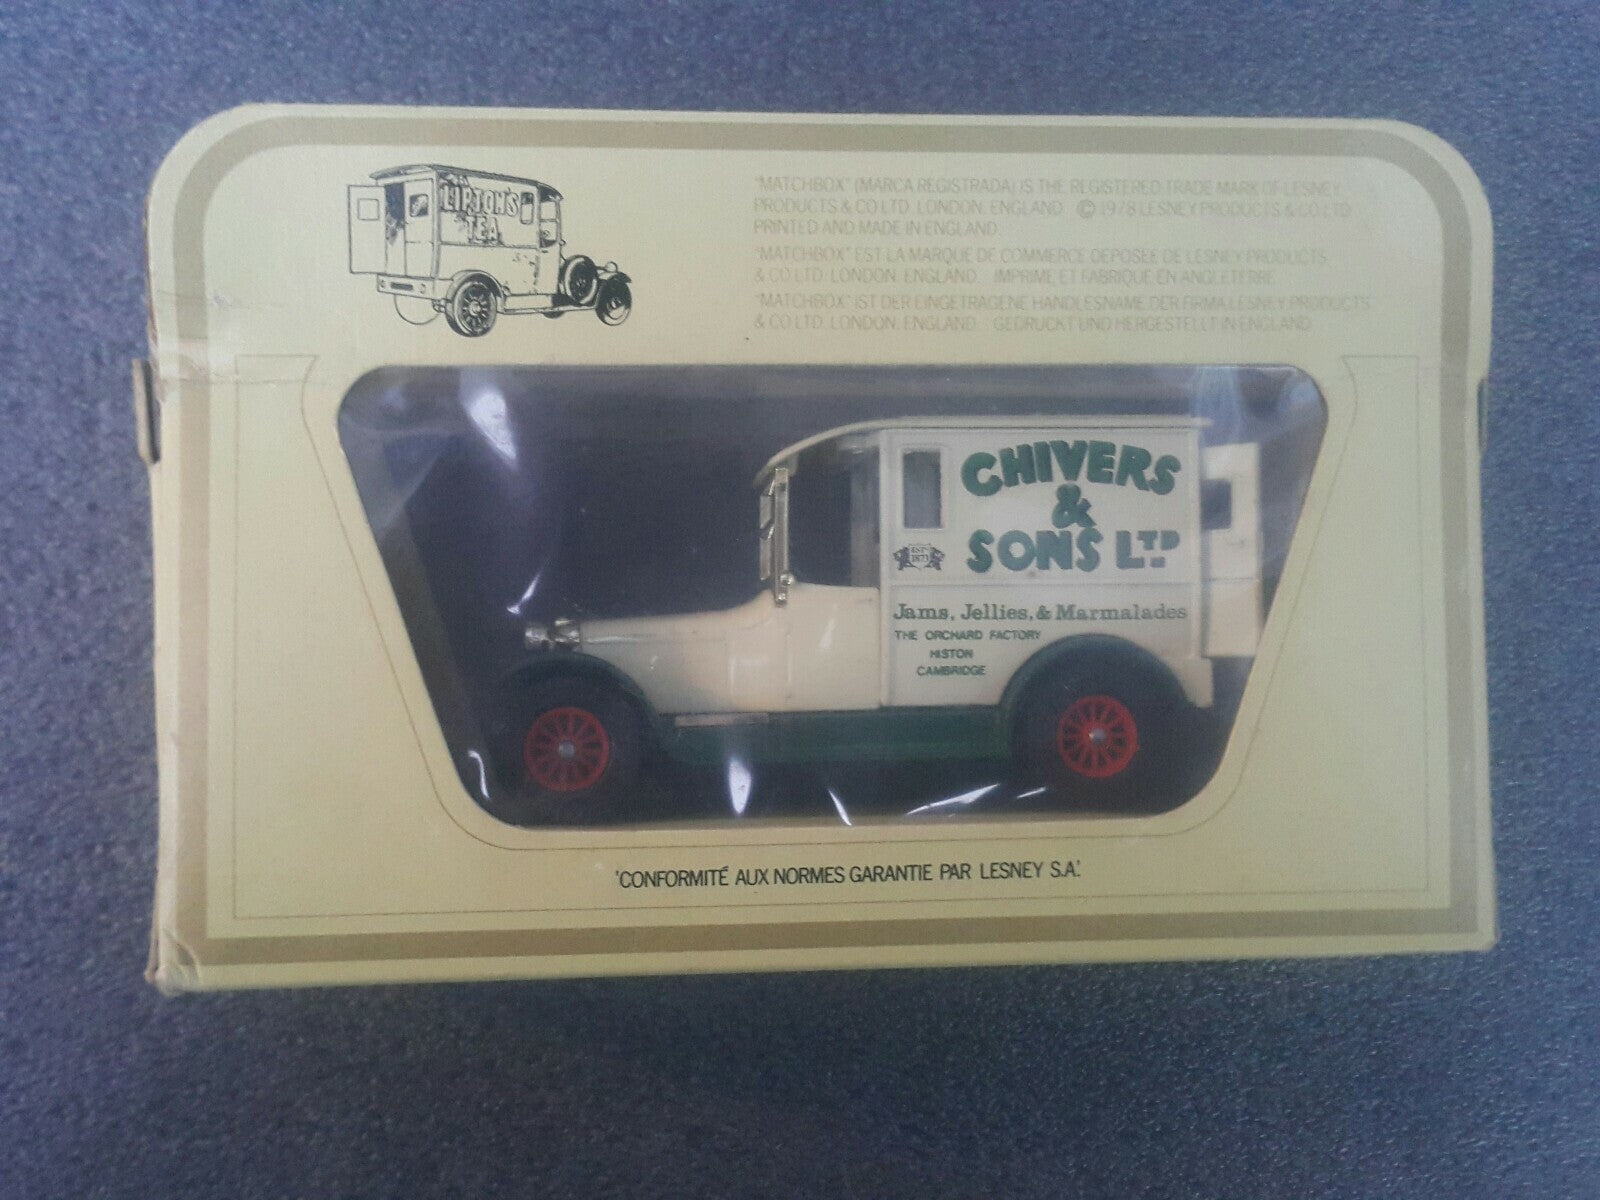 LIPTON'S
TEA
"MATCHBOX" (MARCA REGISTRADA) IS THE REGISTERED TRADE MARK OF LESNEY
PRODUCTS & CO LTD. LONDON. ENGLAND. © 1978 LESNEY PRODUCTS & CO LTD
PRINTED AND MADE IN ENGLAND.
"MATCHBOX" EST LA MARQUE DE COMMERCE DEPOSEE DE LESNEY PRODUCTS
& CO LTD. LONDON. ENGLAND. IMPRIME ET FABRIQUE EN ANGLETERRE.
"MATCHBOX" IST DER EINGETRAGENE HANDLESNAME DER FIRMA LESNEY PRODUCTS
& CO LTD. LONDON. ENGLAND. GEDRUCKT UND HERGESTELLT IN ENGLAND
CHIVERS
&
SONS LTD
EST
1873
Jams, Jellies, & Marmalades
THE ORCHARD FACTORY
HISTON
CAMBRIDGE
'CONFORMITÉ AUX NORMES GARANTIE PAR LESNEY S.A.'